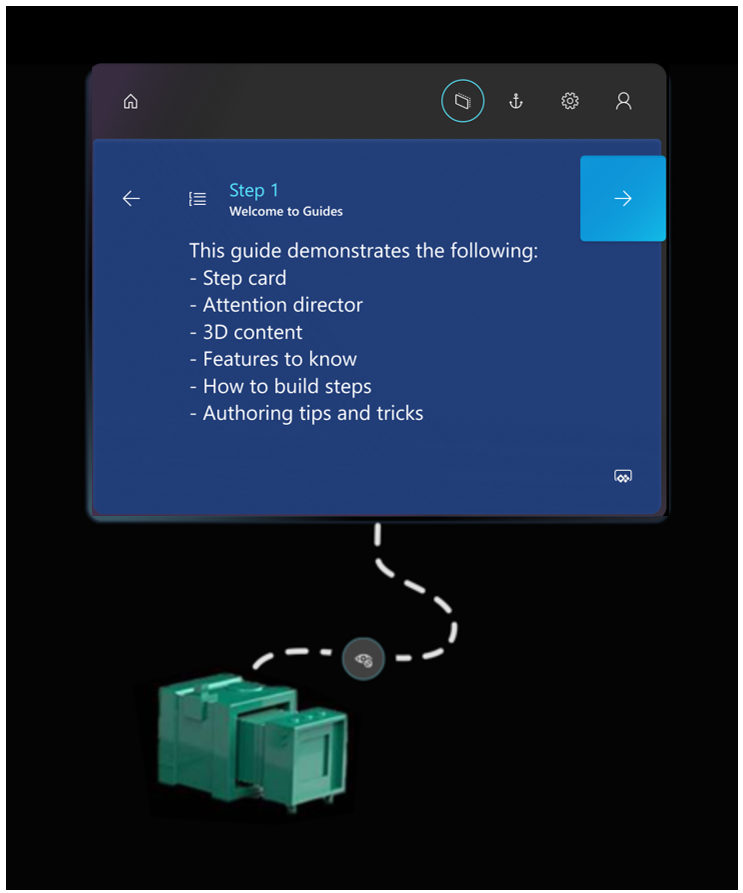 Step 1
Welcome to Guides
This guide demonstrates the following:
- Step card
- Attention director
- 3D content
- Features to know
- How to build steps
- Authoring tips and tricks